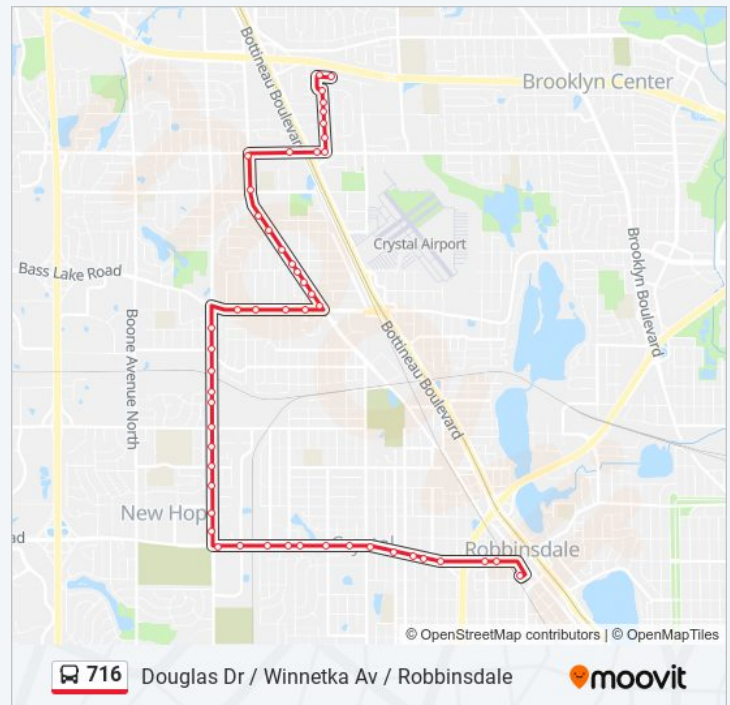 Bottineau Boulevard
Brooklyn Center
Crystal Airport
Brooklyn Boulevard
Bass Lake Road
Boone Avenue North
Bottineau Boulevard
New Hop
ad
Robbinsdale
© OpenStreetMap contributors | © OpenMapTiles
716
Douglas Dr / Winnetka Av / Robbinsdale
moovit